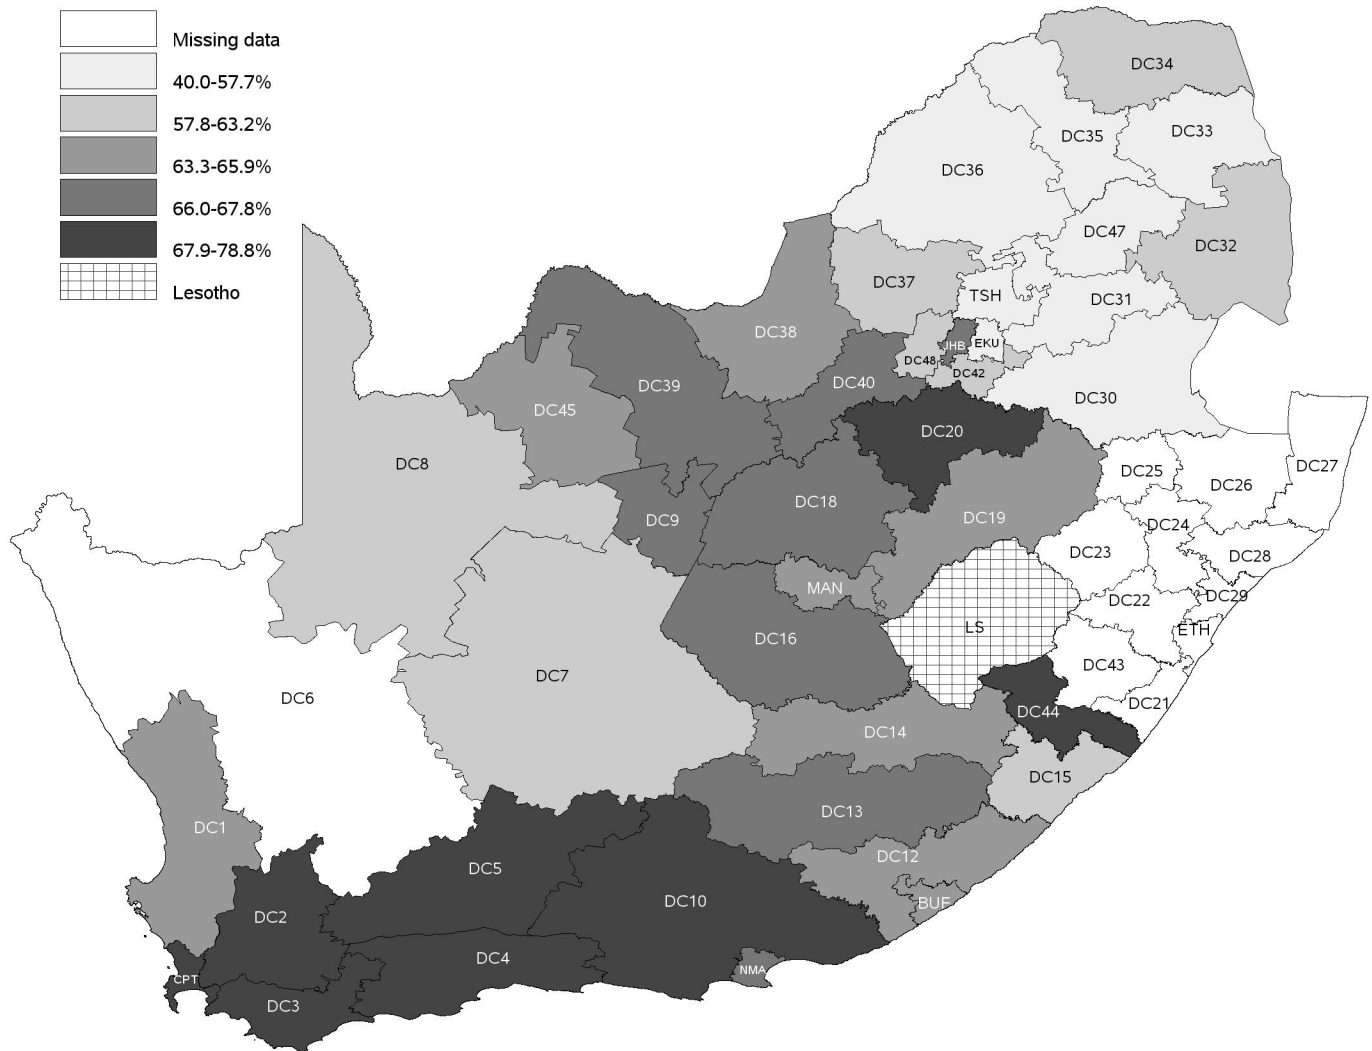 Missing data
40.0-57.7%
57.8-63.2%
63.3-65.9%
66.0-67.8%
67.9-78.8%
Lesotho
DC34
DC35
DC33
DC36
DC47
DC32
DC37
TSH
DC31
DC38
JHB
EKU
DC48
DC42
DC39
DC40
DC30
DC45
DC20
DC8
DC25
DC26
DC27
DC18
DC9
DC19
DC24
DC23
DC28
MAN
DC29
DC22
DC16
LS
ETH
DC43
DC7
DC6
DC21
DC44
DC14
DC15
DC13
DC1
DC12
DC5
DC10
BUF
DC2
DC4
NMA
CPT
DC3